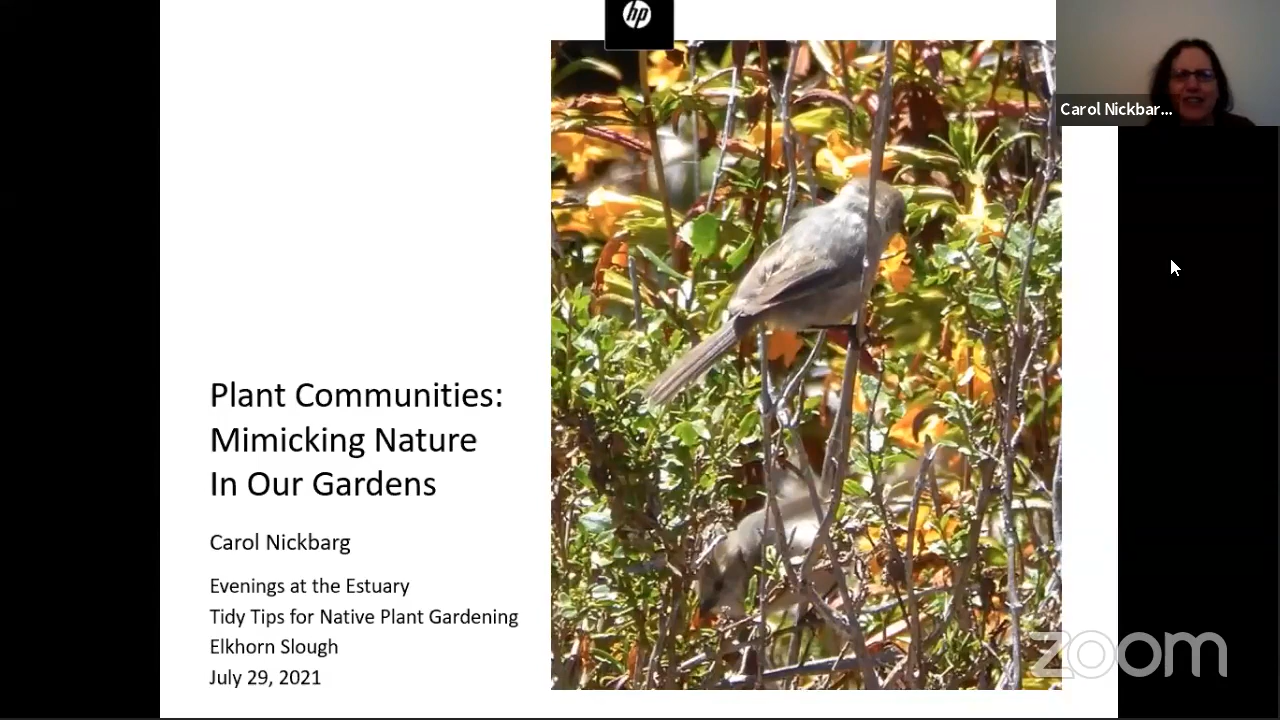 hp
Carol Nickbar...
Plant Communities:
Mimicking Nature
In Our Gardens
Carol Nickbarg
Evenings at the Estuary
Tidy Tips for Native Plant Gardening
Elkhorn Slough
July 29, 2021
zoom